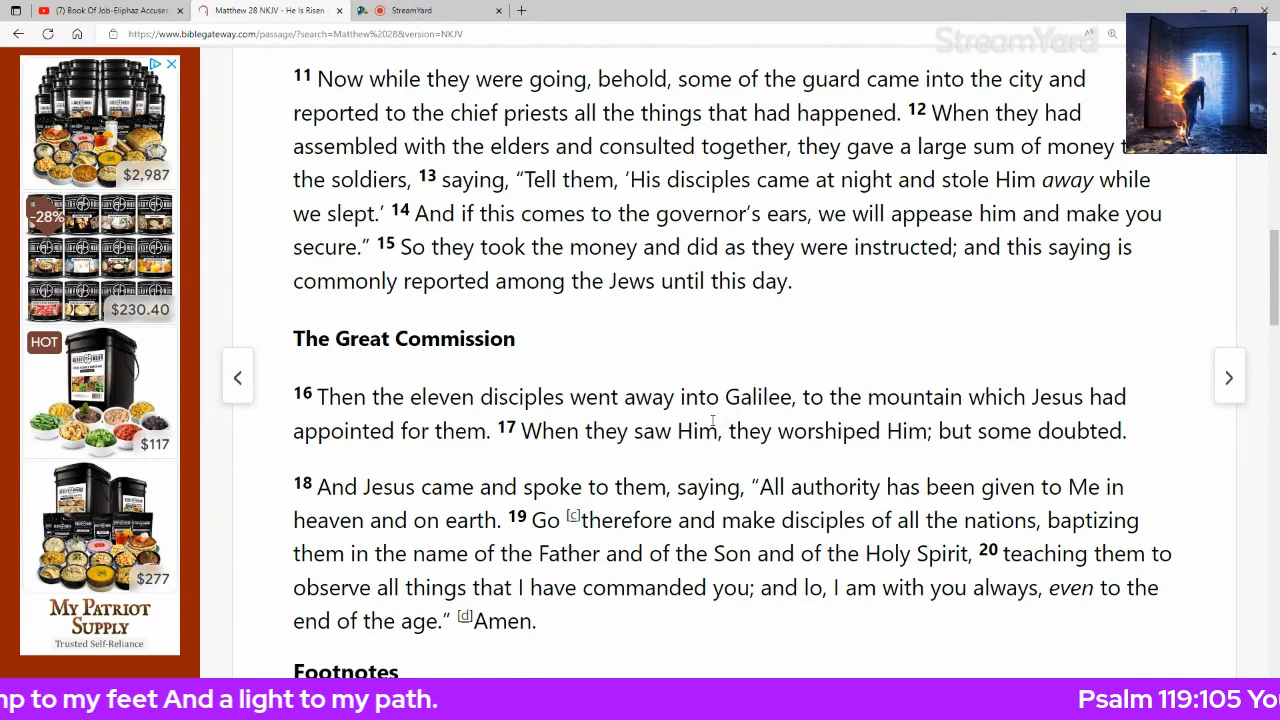 (7) Book Of Job-Eliphaz Accuses
Matthew 28 NKJV - He Is Risen -
StreamYard
https://www.biblegateway.com/passage/?search=Matthew%2028&version=NKJV
StreamYard
11 Now while they were going, behold, some of the guard came into the city and
reported to the chief priests all the things that had happened. 12 When they had
assembled with the elders and consulted together, they gave a large sum of money
the soldiers, 13 saying, “Tell them, ‘His disciples came at night and stole Him away while
we slept.’ 14 And if this comes to the governor’s ears, we will appease him and make you
secure.” 15 So they took the money and did as they were instructed; and this saying is
commonly reported among the Jews until this day.
The Great Commission
16 Then the eleven disciples went away into Galilee, to the mountain which Jesus had
appointed for them. 17 When they saw Him, they worshiped Him; but some doubted.
18 And Jesus came and spoke to them, saying, “All authority has been given to Me in
heaven and on earth. 19 Go [c]therefore and make disciples of all the nations, baptizing
them in the name of the Father and of the Son and of the Holy Spirit, 20 teaching them to
observe all things that I have commanded you; and lo, I am with you always, even to the
end of the age.” [d]Amen.
Footnotes
$2,987
-28%
$230.40
HOT
$117
$277
My Patriot
Supply
Trusted Self-Reliance
mp to my feet And a light to my path.
Psalm 119:105 You